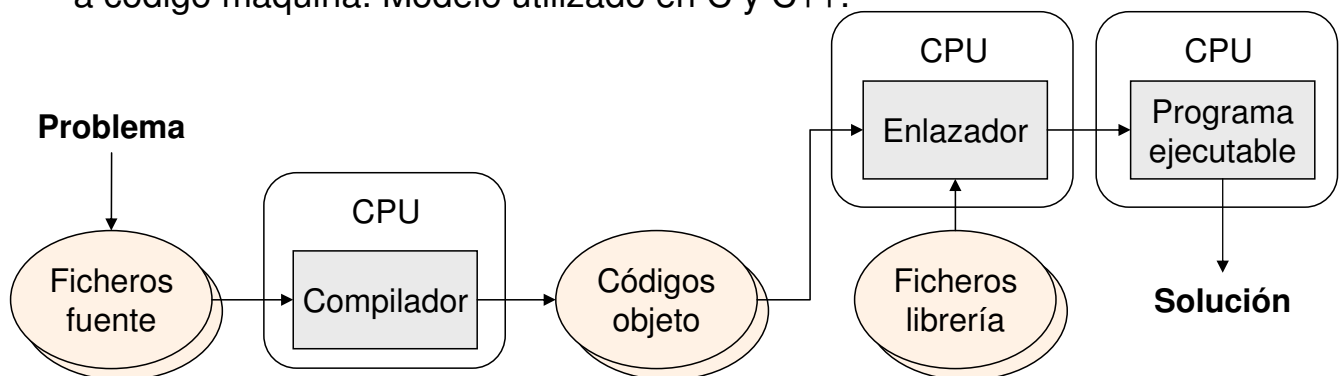 a código máquina. Modelo utilizado en C y C++.
Problema
Ficheros
fuente
CPU
Compilador
Códigos
objeto
CPU
Enlazador
Ficheros
librería
CPU
Programa
ejecutable
Solución